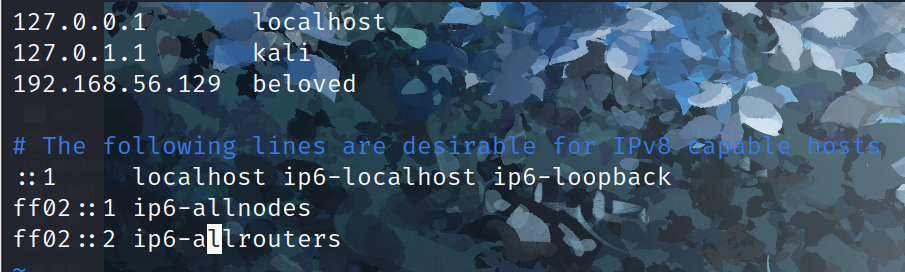 127.0.0.1 localhost
127.0.1.1 kali
192.168.56.129 beloved
# The following lines are desirable for IPv8 capable hosts
::1 localhost ip6-localhost ip6-loopback
ff02::1 ip6-allnodes
ff02::2 ip6-allrouters
~